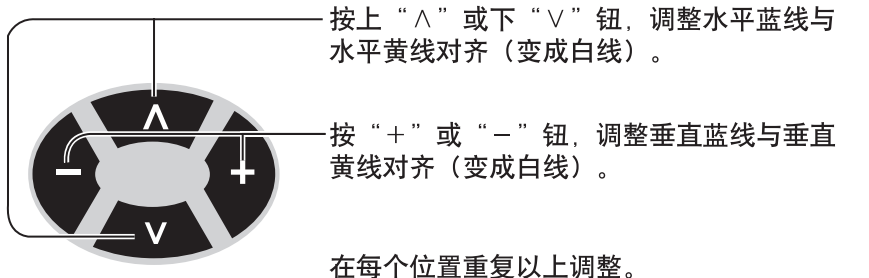 按上“∧”或下“∨”钮，调整水平蓝线与
水平黄线对齐（变成白线）。
按“＋”或“－”钮，调整垂直蓝线与垂直
黄线对齐（变成白线）。
∧
－
＋
∨
在每个位置重复以上调整。